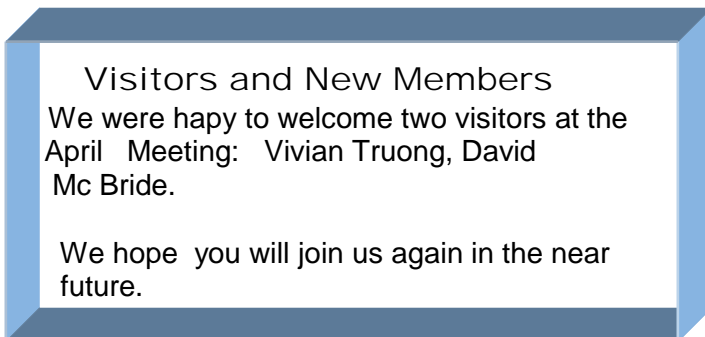 Visitors and New Members
We were hapy to welcome two visitors at the
April Meeting: Vivian Truong, David
Mc Bride.
We hope you will join us again in the near
future.